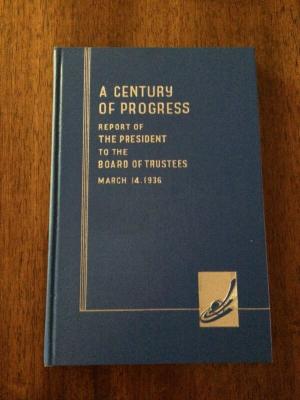 A CENTURY
OF PROGRESS
REPORT OF
THE PRESIDENT
TO THE
BOARD OF TRUSTEES
MARCH 14, 1936